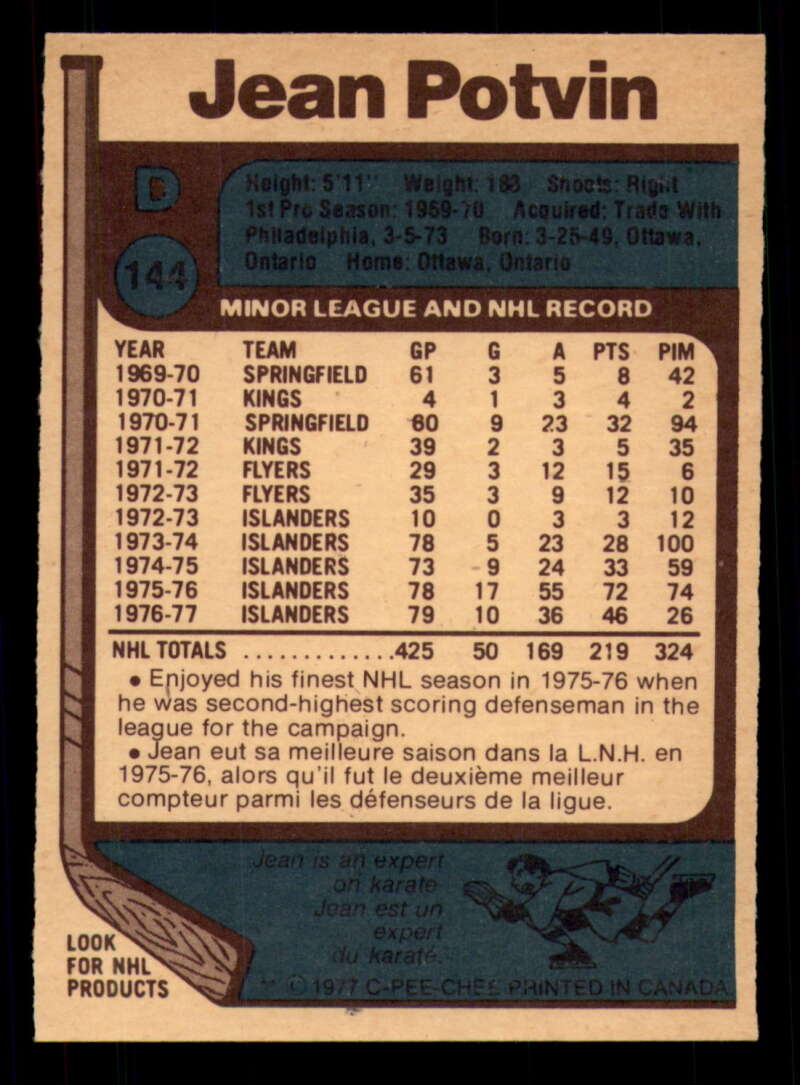 Jean Potvin
D
144
Height: 5'11" Weight: 188 Shoots: Right
1st Pro Season: 1969-70 Acquired: Trade With
Philadelphia, 3-5-73 Born: 3-25-49, Ottawa,
Ontario Home: Ottawa, Ontario
MINOR LEAGUE AND NHL RECORD
YEAR TEAM GP G A PTS PIM
1969-70 SPRINGFIELD 61 3 5 8 42
1970-71 KINGS 4 1 3 4 2
1970-71 SPRINGFIELD 60 9 23 32 94
1971-72 KINGS 39 2 3 5 35
1971-72 FLYERS 29 3 12 15 6
1972-73 FLYERS 35 3 9 12 10
1972-73 ISLANDERS 10 0 3 3 12
1973-74 ISLANDERS 78 5 23 28 100
1974-75 ISLANDERS 73 9 24 33 59
1975-76 ISLANDERS 78 17 55 72 74
1976-77 ISLANDERS 79 10 36 46 26
NHL TOTALS ..............425 50 169 219 324
• Enjoyed his finest NHL season in 1975-76 when
he was second-highest scoring defenseman in the
league for the campaign.
• Jean eut sa meilleure saison dans la L.N.H. en
1975-76, alors qu'il fut le deuxième meilleur
compteur parmi les défenseurs de la ligue.
Jean is an expert
on karate
Jean est un
expert
du karaté.
LOOK
FOR NHL
PRODUCTS
** © 1977 O-PEE-CHEE PRINTED IN CANADA